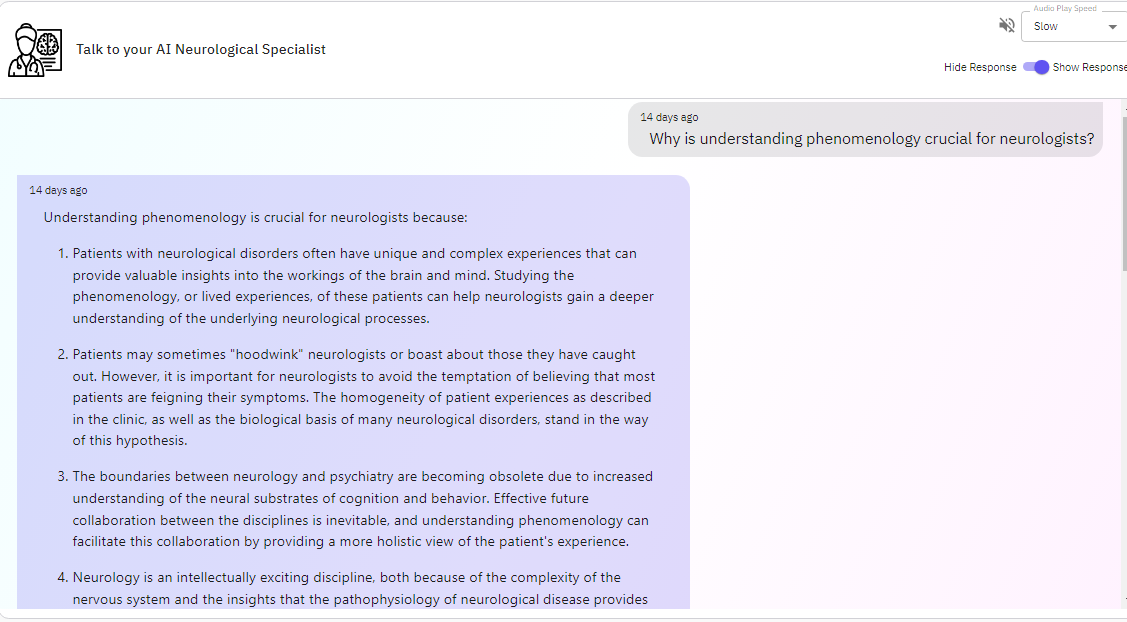 Audio Play Speed
Slow
Talk to your AI Neurological Specialist
Hide Response
Show Response
14 days ago
Why is understanding phenomenology crucial for neurologists?
14 days ago
Understanding phenomenology is crucial for neurologists because:
1. Patients with neurological disorders often have unique and complex experiences that can
provide valuable insights into the workings of the brain and mind. Studying the
phenomenology, or lived experiences, of these patients can help neurologists gain a deeper
understanding of the underlying neurological processes.
2. Patients may sometimes "hoodwink" neurologists or boast about those they have caught
out. However, it is important for neurologists to avoid the temptation of believing that most
patients are feigning their symptoms. The homogeneity of patient experiences as described
in the clinic, as well as the biological basis of many neurological disorders, stand in the way
of this hypothesis.
3. The boundaries between neurology and psychiatry are becoming obsolete due to increased
understanding of the neural substrates of cognition and behavior. Effective future
collaboration between the disciplines is inevitable, and understanding phenomenology can
facilitate this collaboration by providing a more holistic view of the patient's experience.
4. Neurology is an intellectually exciting discipline, both because of the complexity of the
nervous system and the insights that the pathophysiology of neurological disease provides